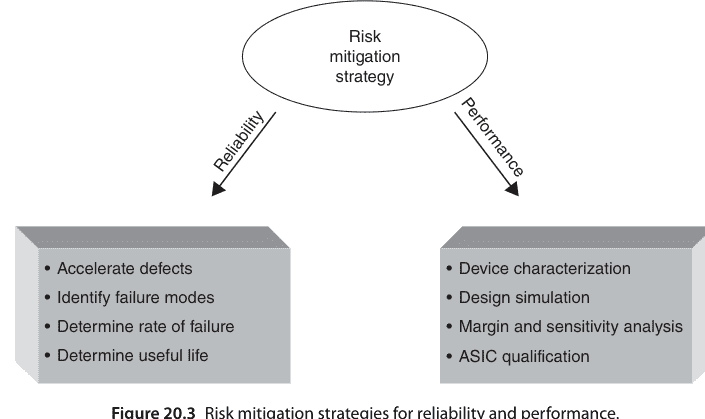 Risk
mitigation
strategy
Reliability
Performance
• Accelerate defects
• Identify failure modes
• Determine rate of failure
• Determine useful life
• Device characterization
• Design simulation
• Margin and sensitivity analysis
• ASIC qualification
Figure 20.3 Risk mitigation strategies for reliability and performance.